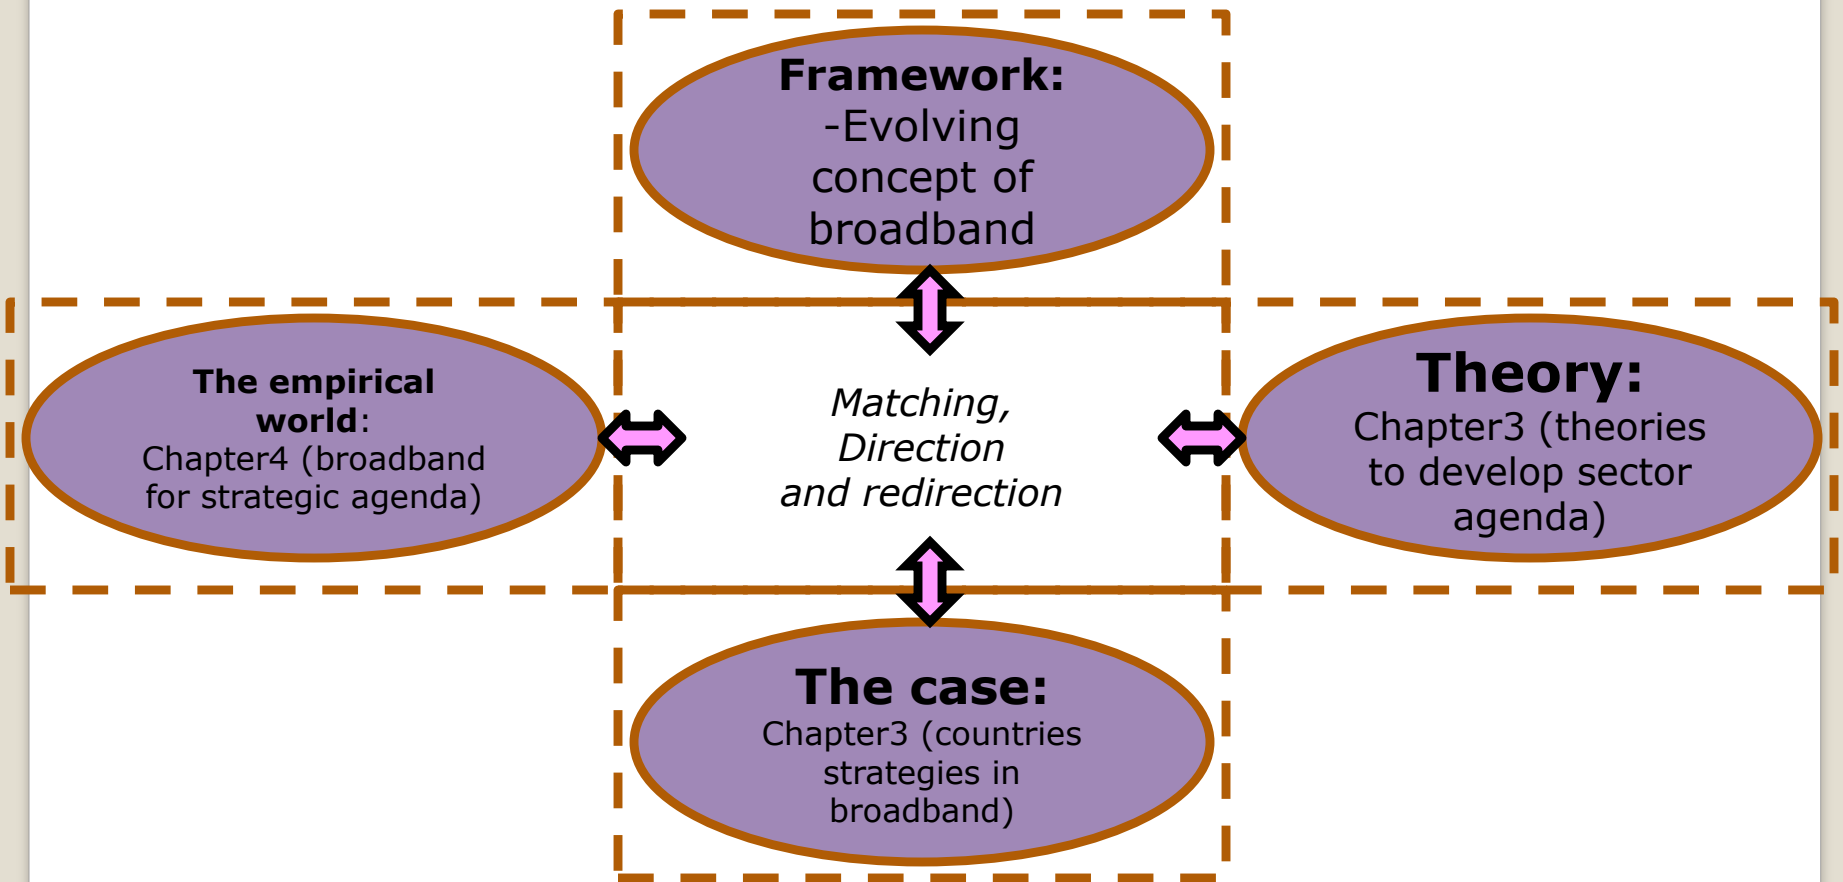 Framework:
-Evolving
concept of
broadband
The empirical
world:
Chapter4 (broadband
for strategic agenda)
Matching,
Direction
and redirection
Theory:
Chapter3 (theories
to develop sector
agenda)
The case:
Chapter3 (countries
strategies in
broadband)